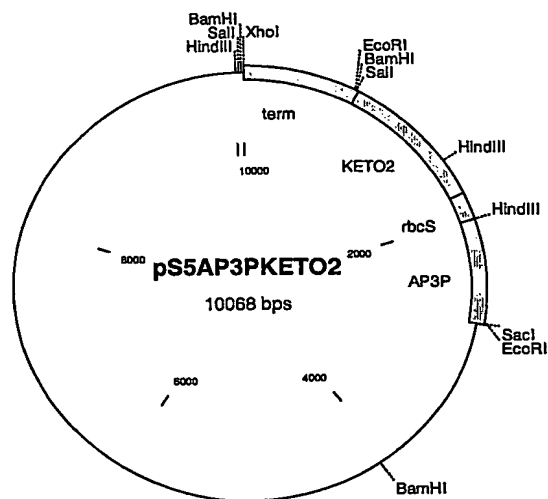 BamHI
SalI XhoI
HindIII
EcoRI
BamHI
SalI
term
HindIII
10000
KETO2
HindIII
rbcS
8000
2000
pS5AP3PKETO2
AP3P
10068 bps
SacI
EcoRI
6000
4000
BamHI